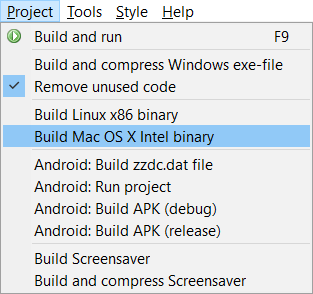 Project Tools Style Help
Build and run F9
Build and compress Windows exe-file
Remove unused code
Build Linux x86 binary
Build Mac OS X Intel binary
Android: Build zzdc.dat file
Android: Run project
Android: Build APK (debug)
Android: Build APK (release)
Build Screensaver
Build and compress Screensaver